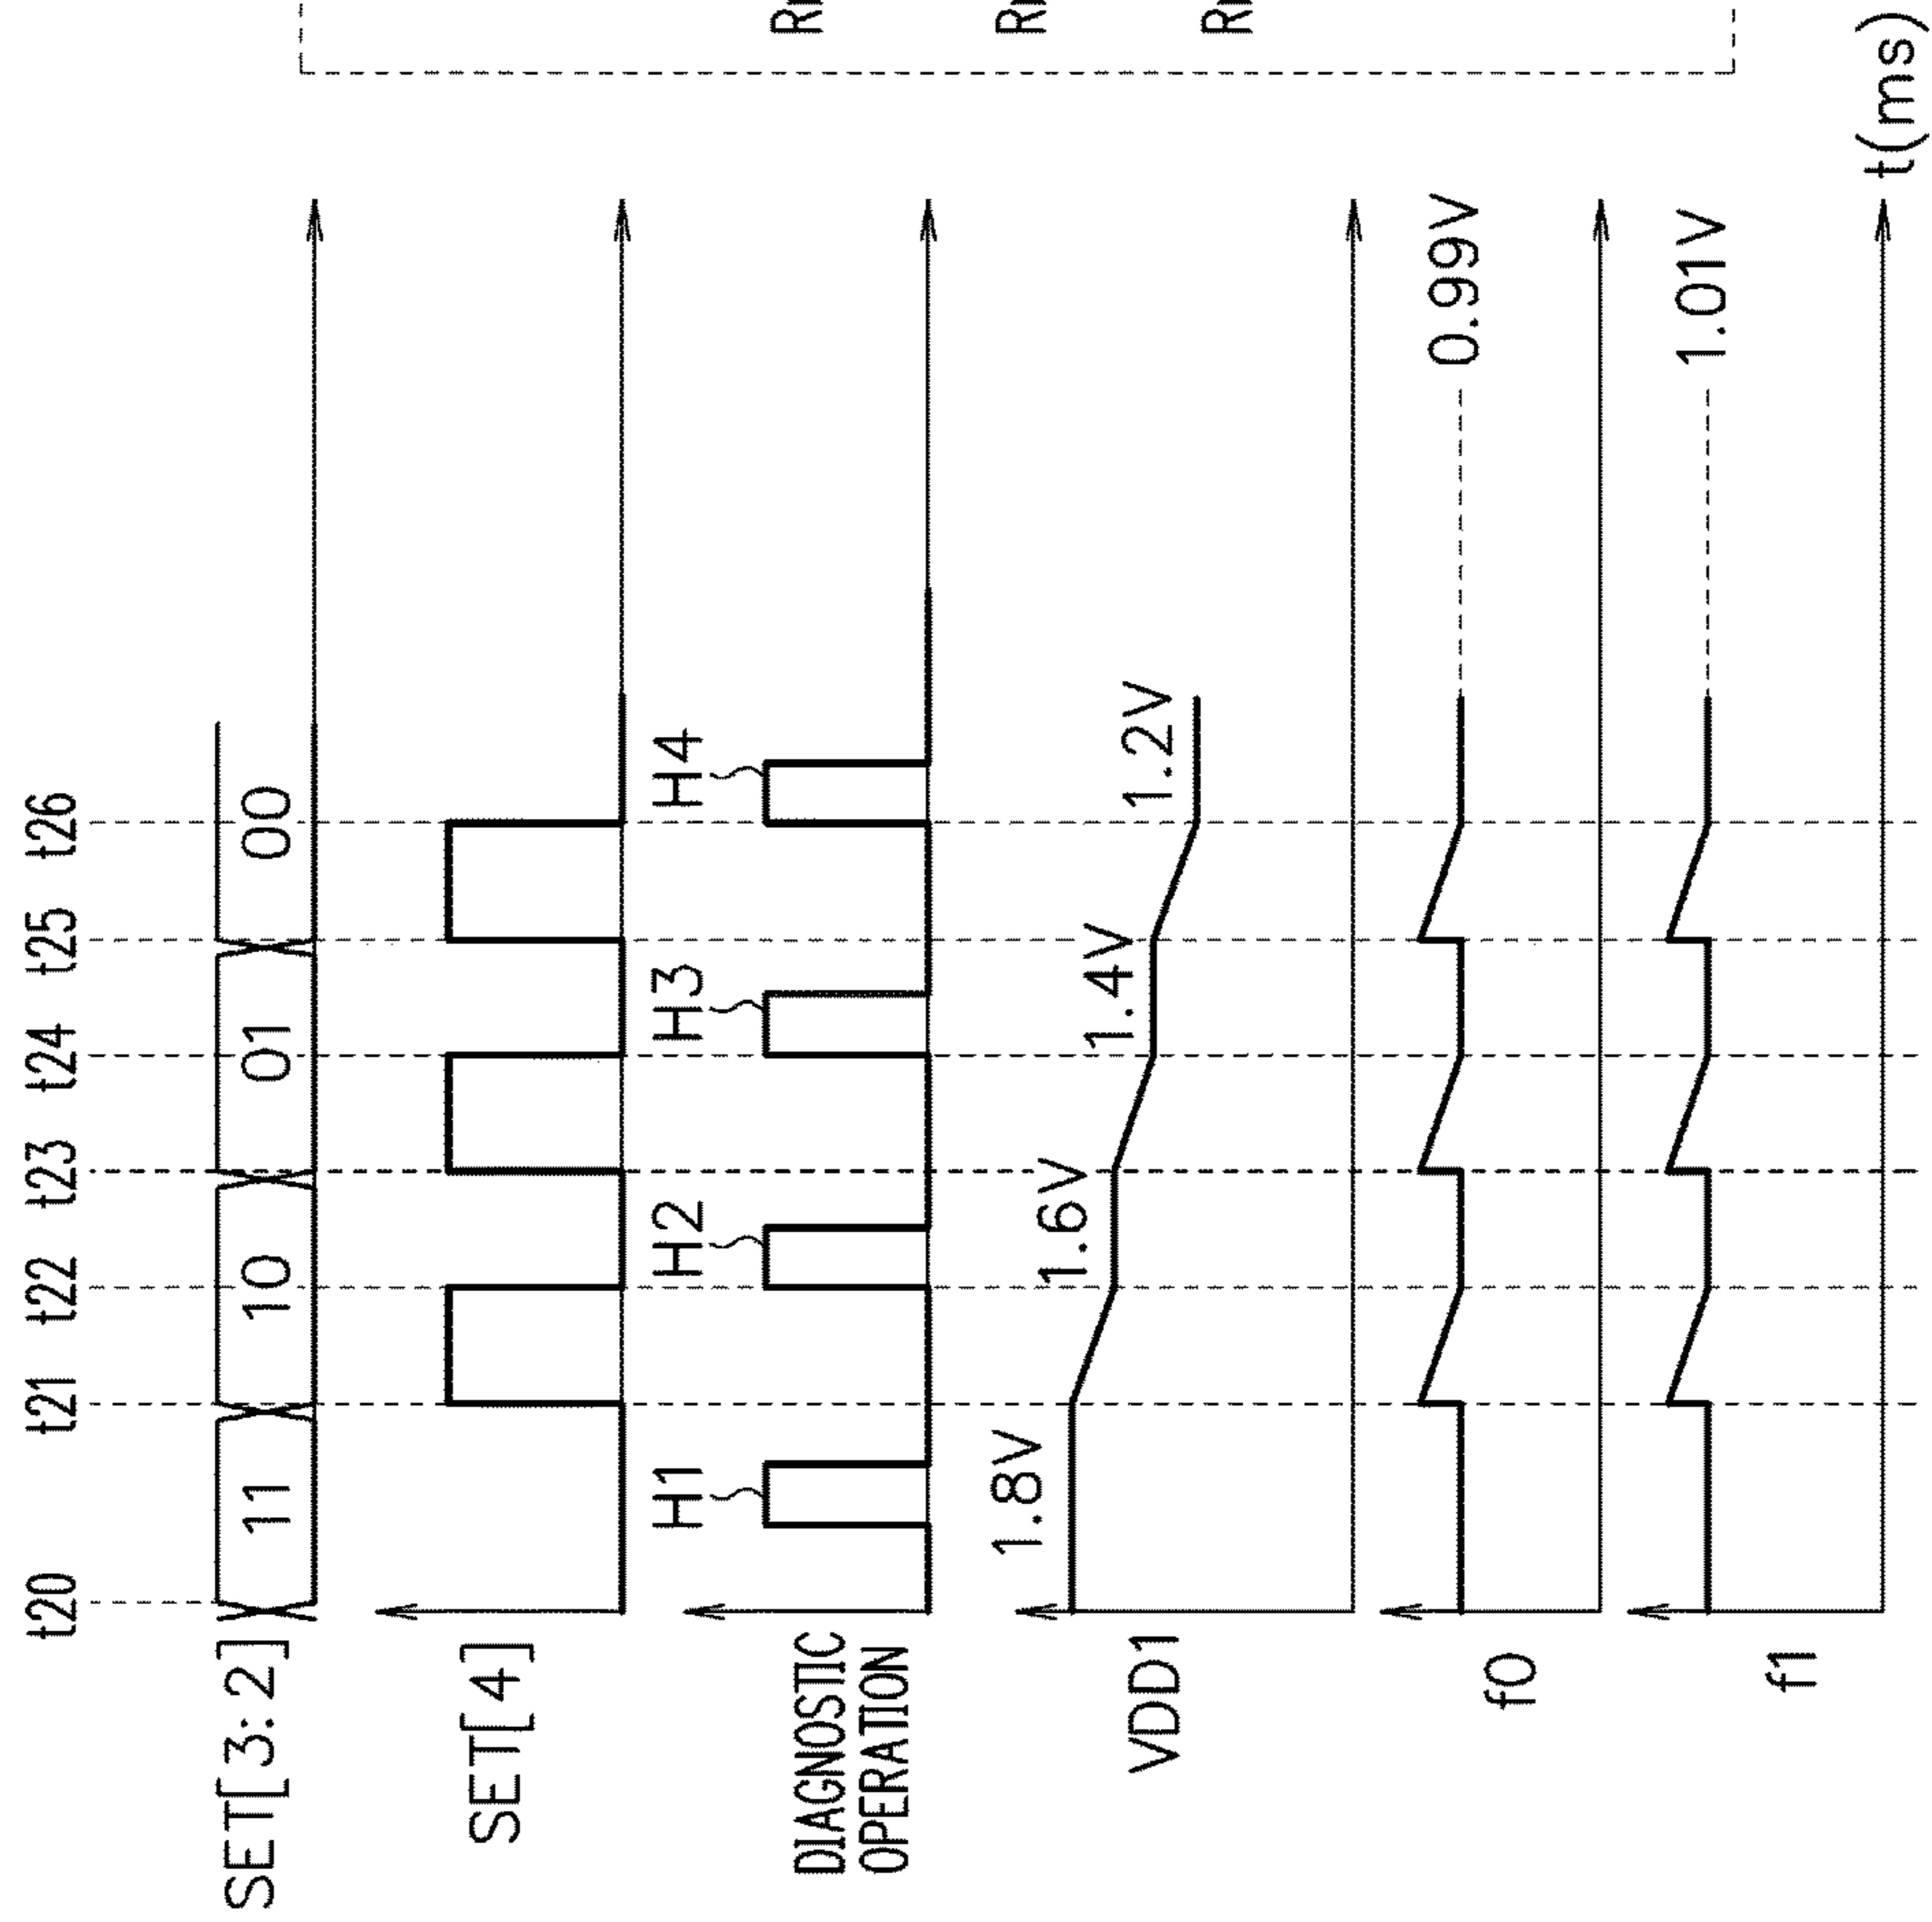 t20 t21 t22 t23 t24 t25 t26
SET[3:2] 11 10 01 00
SET[4]
H1 H2 H3 H4
DIAGNOSTIC
OPERATION
1.8V 1.6V 1.4V 1.2V
VDD1
0.99V
f0
1.01V
f1
t(ms)